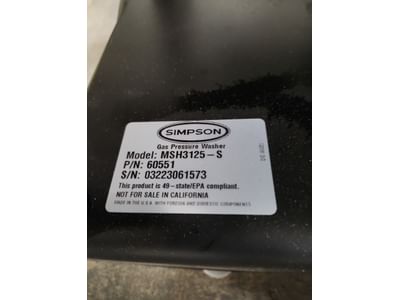 SIMPSON
Gas Pressure Washer
Model: MSH3125-S
P/N: 60551
S/N: 03223061573
This product is 49-state/EPA compliant.
NOT FOR SALE IN CALIFORNIA
MADE IN THE U.S.A. WITH FOREIGN AND DOMESTIC COMPONENTS